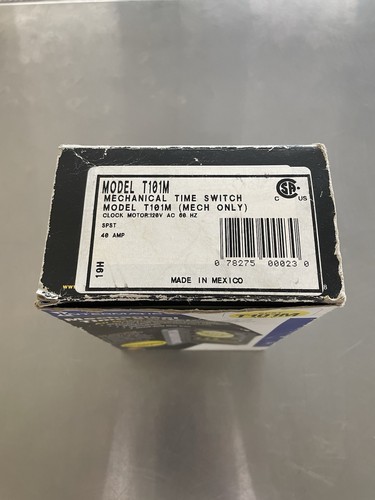 MODEL T101M
MECHANICAL TIME SWITCH
MODEL T101M (MECH ONLY)
CLOCK MOTOR:120V AC 60 HZ
SPST
40 AMP
19H
C US
0 78275 00023 0
MADE IN MEXICO
T101M